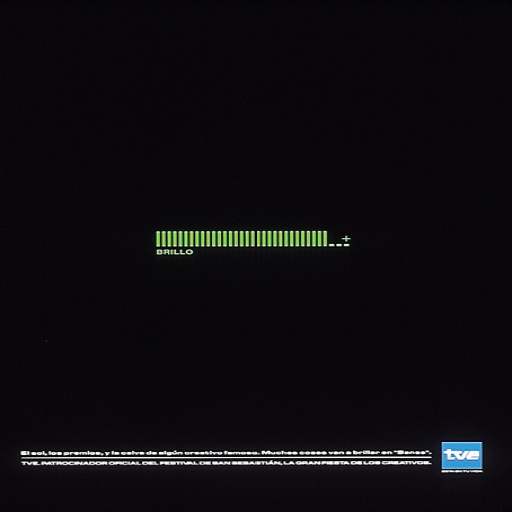 +
BRILLO
El sol, los premios, y la calva de algún creativo famoso. Muchas cosas van a brillar en "Sanse".
TVE. PATROCINADOR OFICIAL DEL FESTIVAL DE SAN SEBASTIÁN, LA GRAN FIESTA DE LOS CREATIVOS.
tve